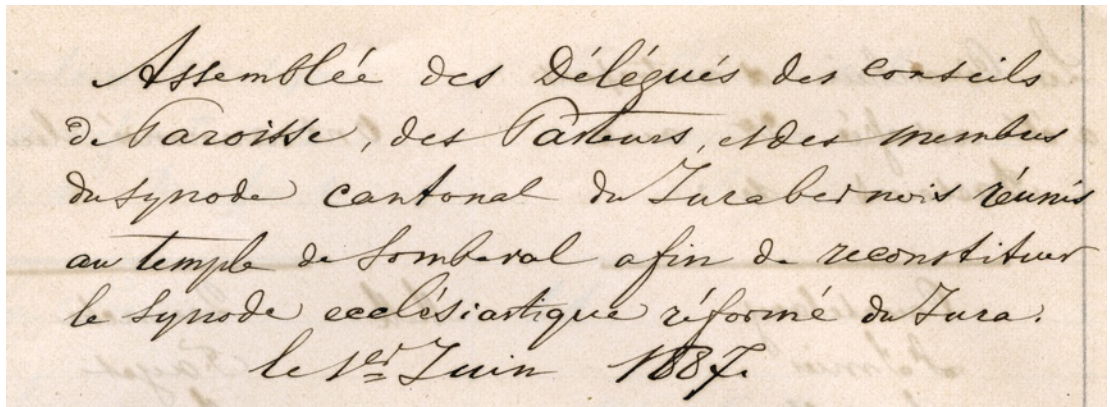 Assemblée des Délégués des conseils
de Paroisse, des Pasteurs, et des membres
du synode cantonal du Jura bernois réunis
au temple de Sombeval afin de reconstituer
le Synode ecclésiastique réformé du Jura.
le 1er Juin 1887.